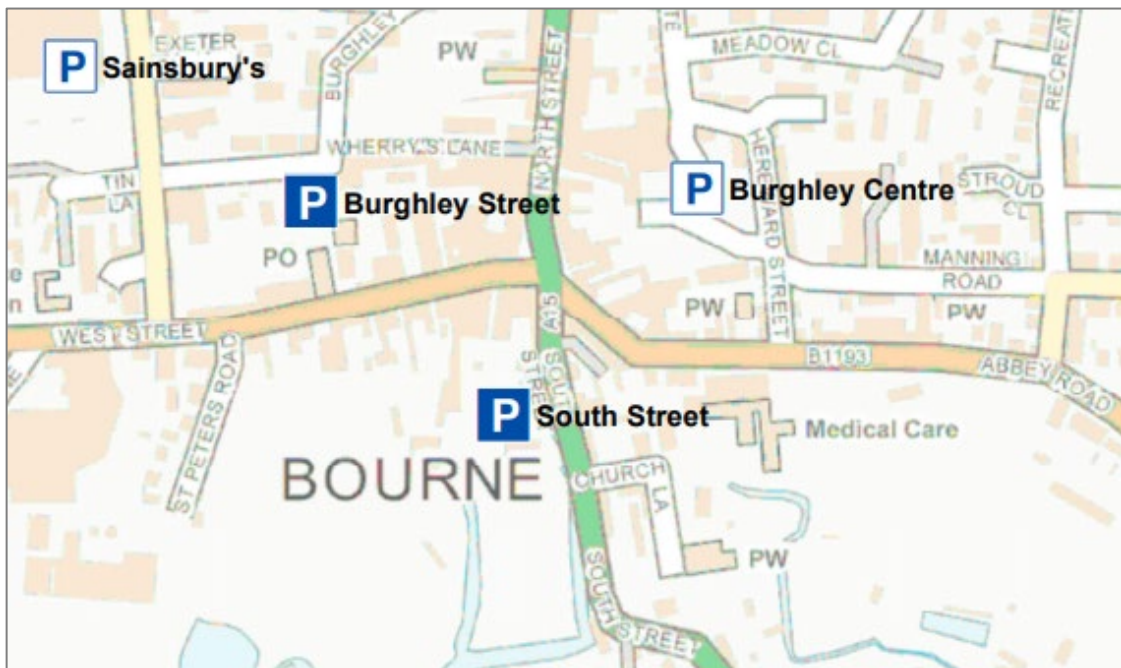 P Sainsbury's
EXETER
BURGHLEY
PW
NORTH STREET
MEADOW CL
RECREATI
WHERRY'S LANE
TIN
LA
P Burghley Street
P Burghley Centre
HEREWARD STREET
STROUD
CL
PO
MANNING
ROAD
PW
PW
WEST STREET
A15
B1193
ABBEY ROAD
ST PETERS ROAD
SOUTH
STREET
P South Street
Medical Care
BOURNE
CHURCH
LA
PW
SOUTH STREET